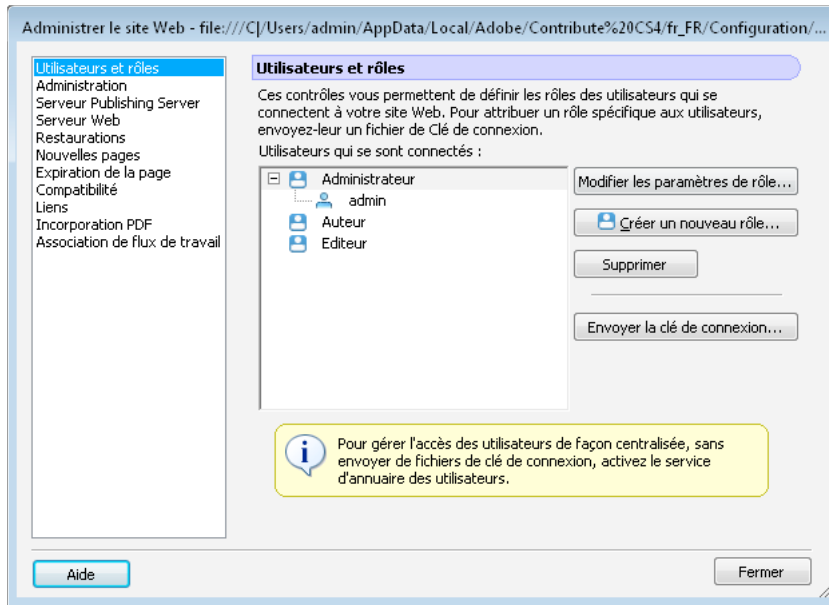 Administrer le site Web - file:///C|/Users/admin/AppData/Local/Adobe/Contribute%20CS4/fr_FR/Configuration/...
Utilisateurs et rôles
Administration
Serveur Publishing Server
Serveur Web
Restaurations
Nouvelles pages
Expiration de la page
Compatibilité
Liens
Incorporation PDF
Association de flux de travail
Utilisateurs et rôles
Ces contrôles vous permettent de définir les rôles des utilisateurs qui se
connectent à votre site Web. Pour attribuer un rôle spécifique aux utilisateurs,
envoyez-leur un fichier de Clé de connexion.
Utilisateurs qui se sont connectés :
Administrateur
admin
Auteur
Editeur
Modifier les paramètres de rôle...
Créer un nouveau rôle...
Supprimer
Envoyer la clé de connexion...
Pour gérer l'accès des utilisateurs de façon centralisée, sans
envoyer de fichiers de clé de connexion, activez le service
d'annuaire des utilisateurs.
Aide
Fermer